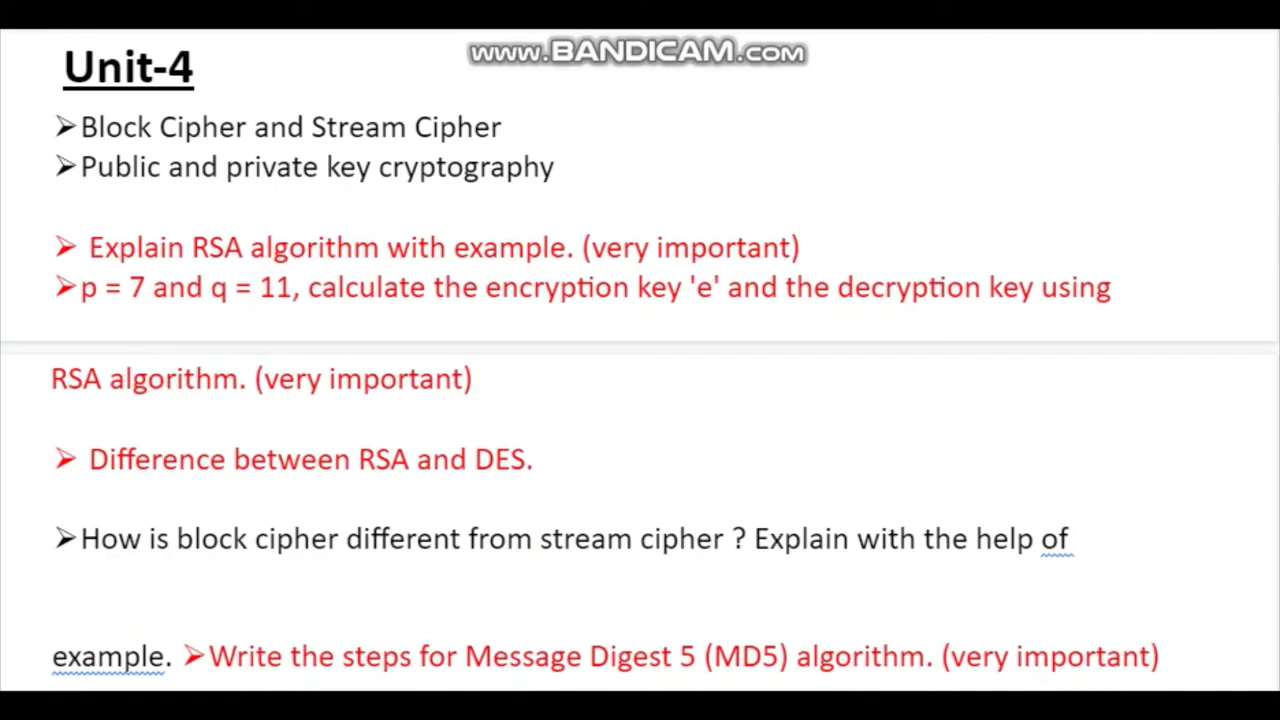 www.BANDICAM.com
Unit-4
➢Block Cipher and Stream Cipher
➢Public and private key cryptography
➢ Explain RSA algorithm with example. (very important)
➢p = 7 and q = 11, calculate the encryption key 'e' and the decryption key using
RSA algorithm. (very important)
➢ Difference between RSA and DES.
➢How is block cipher different from stream cipher ? Explain with the help of
example. ➢Write the steps for Message Digest 5 (MD5) algorithm. (very important)